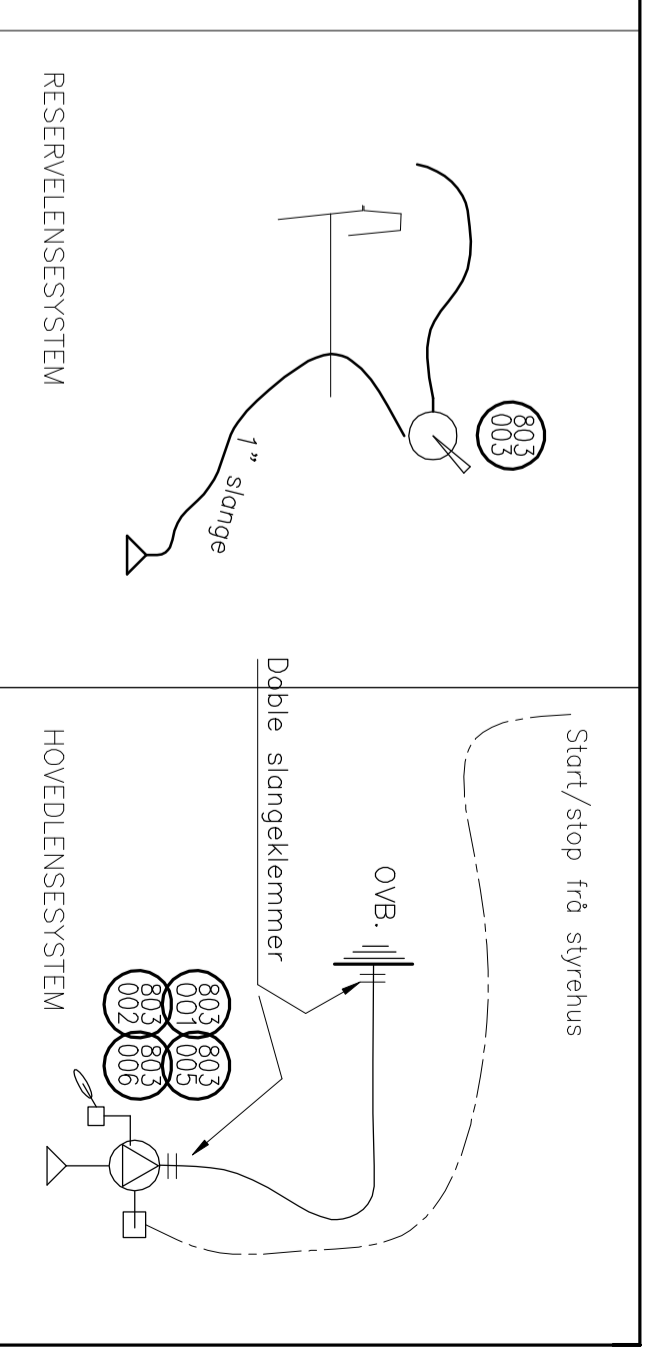 RESERVELENSESYSTEM
803
003
1" slange
HOVEDLENSESYSTEM
Start/stop frå styrehus
OVB.
Doble slangeklemmer
803
001
803
005
803
002
803
006